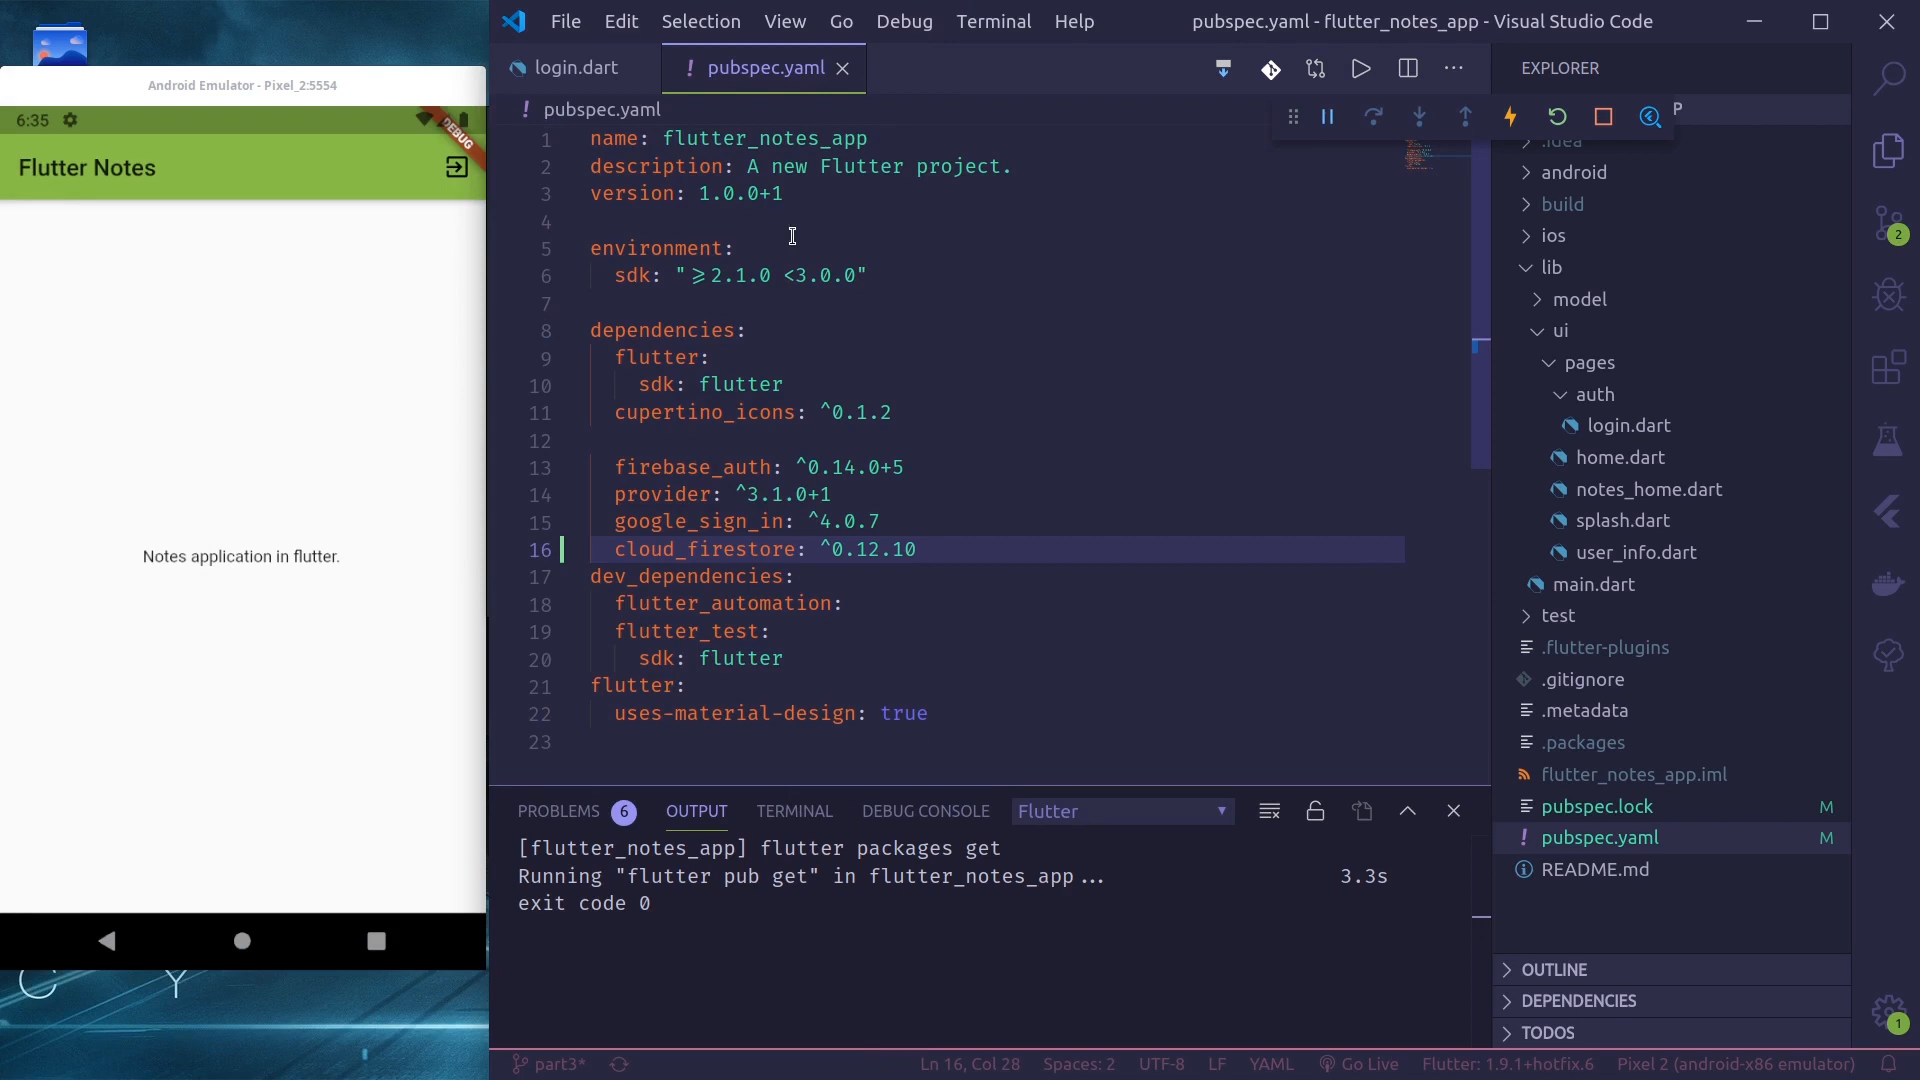 File Edit Selection View Go Debug Terminal Help
pubspec.yaml - flutter_notes_app - Visual Studio Code
login.dart
pubspec.yaml
EXPLORER
Android Emulator - Pixel_2:5554
pubspec.yaml
P
6:35
DEBUG
Flutter Notes
Notes application in flutter.
1 name: flutter_notes_app
2 description: A new Flutter project.
3 version: 1.0.0+1
4
5 environment:
6 sdk: ">=2.1.0 <3.0.0"
7
8 dependencies:
9 flutter:
10 sdk: flutter
11 cupertino_icons: ^0.1.2
12
13 firebase_auth: ^0.14.0+5
14 provider: ^3.1.0+1
15 google_sign_in: ^4.0.7
16 cloud_firestore: ^0.12.10
17 dev_dependencies:
18 flutter_automation:
19 flutter_test:
20 sdk: flutter
21 flutter:
22 uses-material-design: true
23
.idea
android
build
ios
lib
model
ui
pages
auth
login.dart
home.dart
notes_home.dart
splash.dart
user_info.dart
main.dart
test
.flutter-plugins
.gitignore
.metadata
.packages
flutter_notes_app.iml
pubspec.lock M
pubspec.yaml M
README.md
OUTLINE
DEPENDENCIES
TODOS
2
1
PROBLEMS 6 OUTPUT TERMINAL DEBUG CONSOLE Flutter
[flutter_notes_app] flutter packages get
Running "flutter pub get" in flutter_notes_app... 3.3s
exit code 0
part3* Ln 16, Col 28 Spaces: 2 UTF-8 LF YAML Go Live Flutter: 1.9.1+hotfix.6 Pixel 2 (android-x86 emulator)